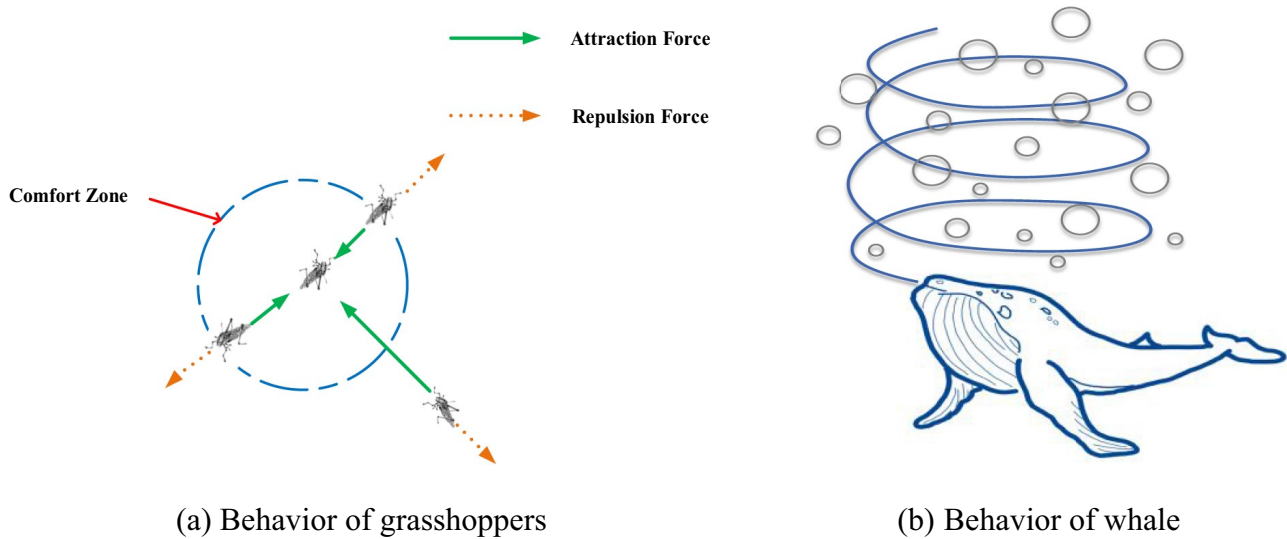 Attraction Force
Repulsion Force
Comfort Zone
(a) Behavior of grasshoppers
(b) Behavior of whale